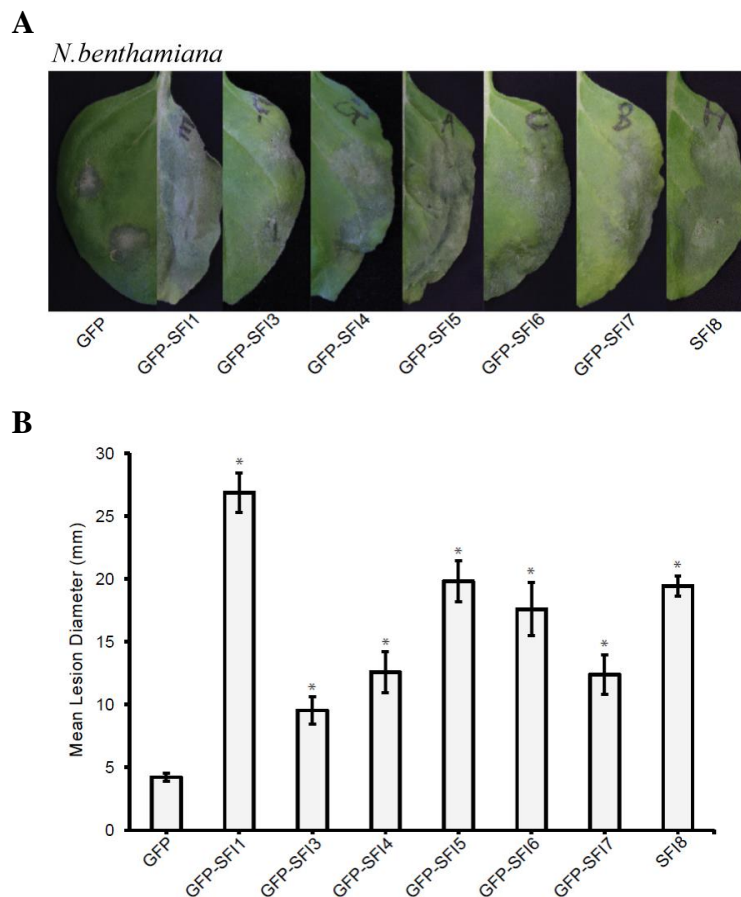 A
N.benthamiana
E
G
A
B
H
GFP
GFP-SFI1
GFP-SFI3
GFP-SFI4
GFP-SFI5
GFP-SFI6
GFP-SFI7
SFI8
B
Mean Lesion Diameter (mm)
30
25
20
15
10
5
0
*
*
*
*
*
*
*
GFP
GFP-SFI1
GFP-SFI3
GFP-SFI4
GFP-SFI5
GFP-SFI6
GFP-SFI7
SFI8